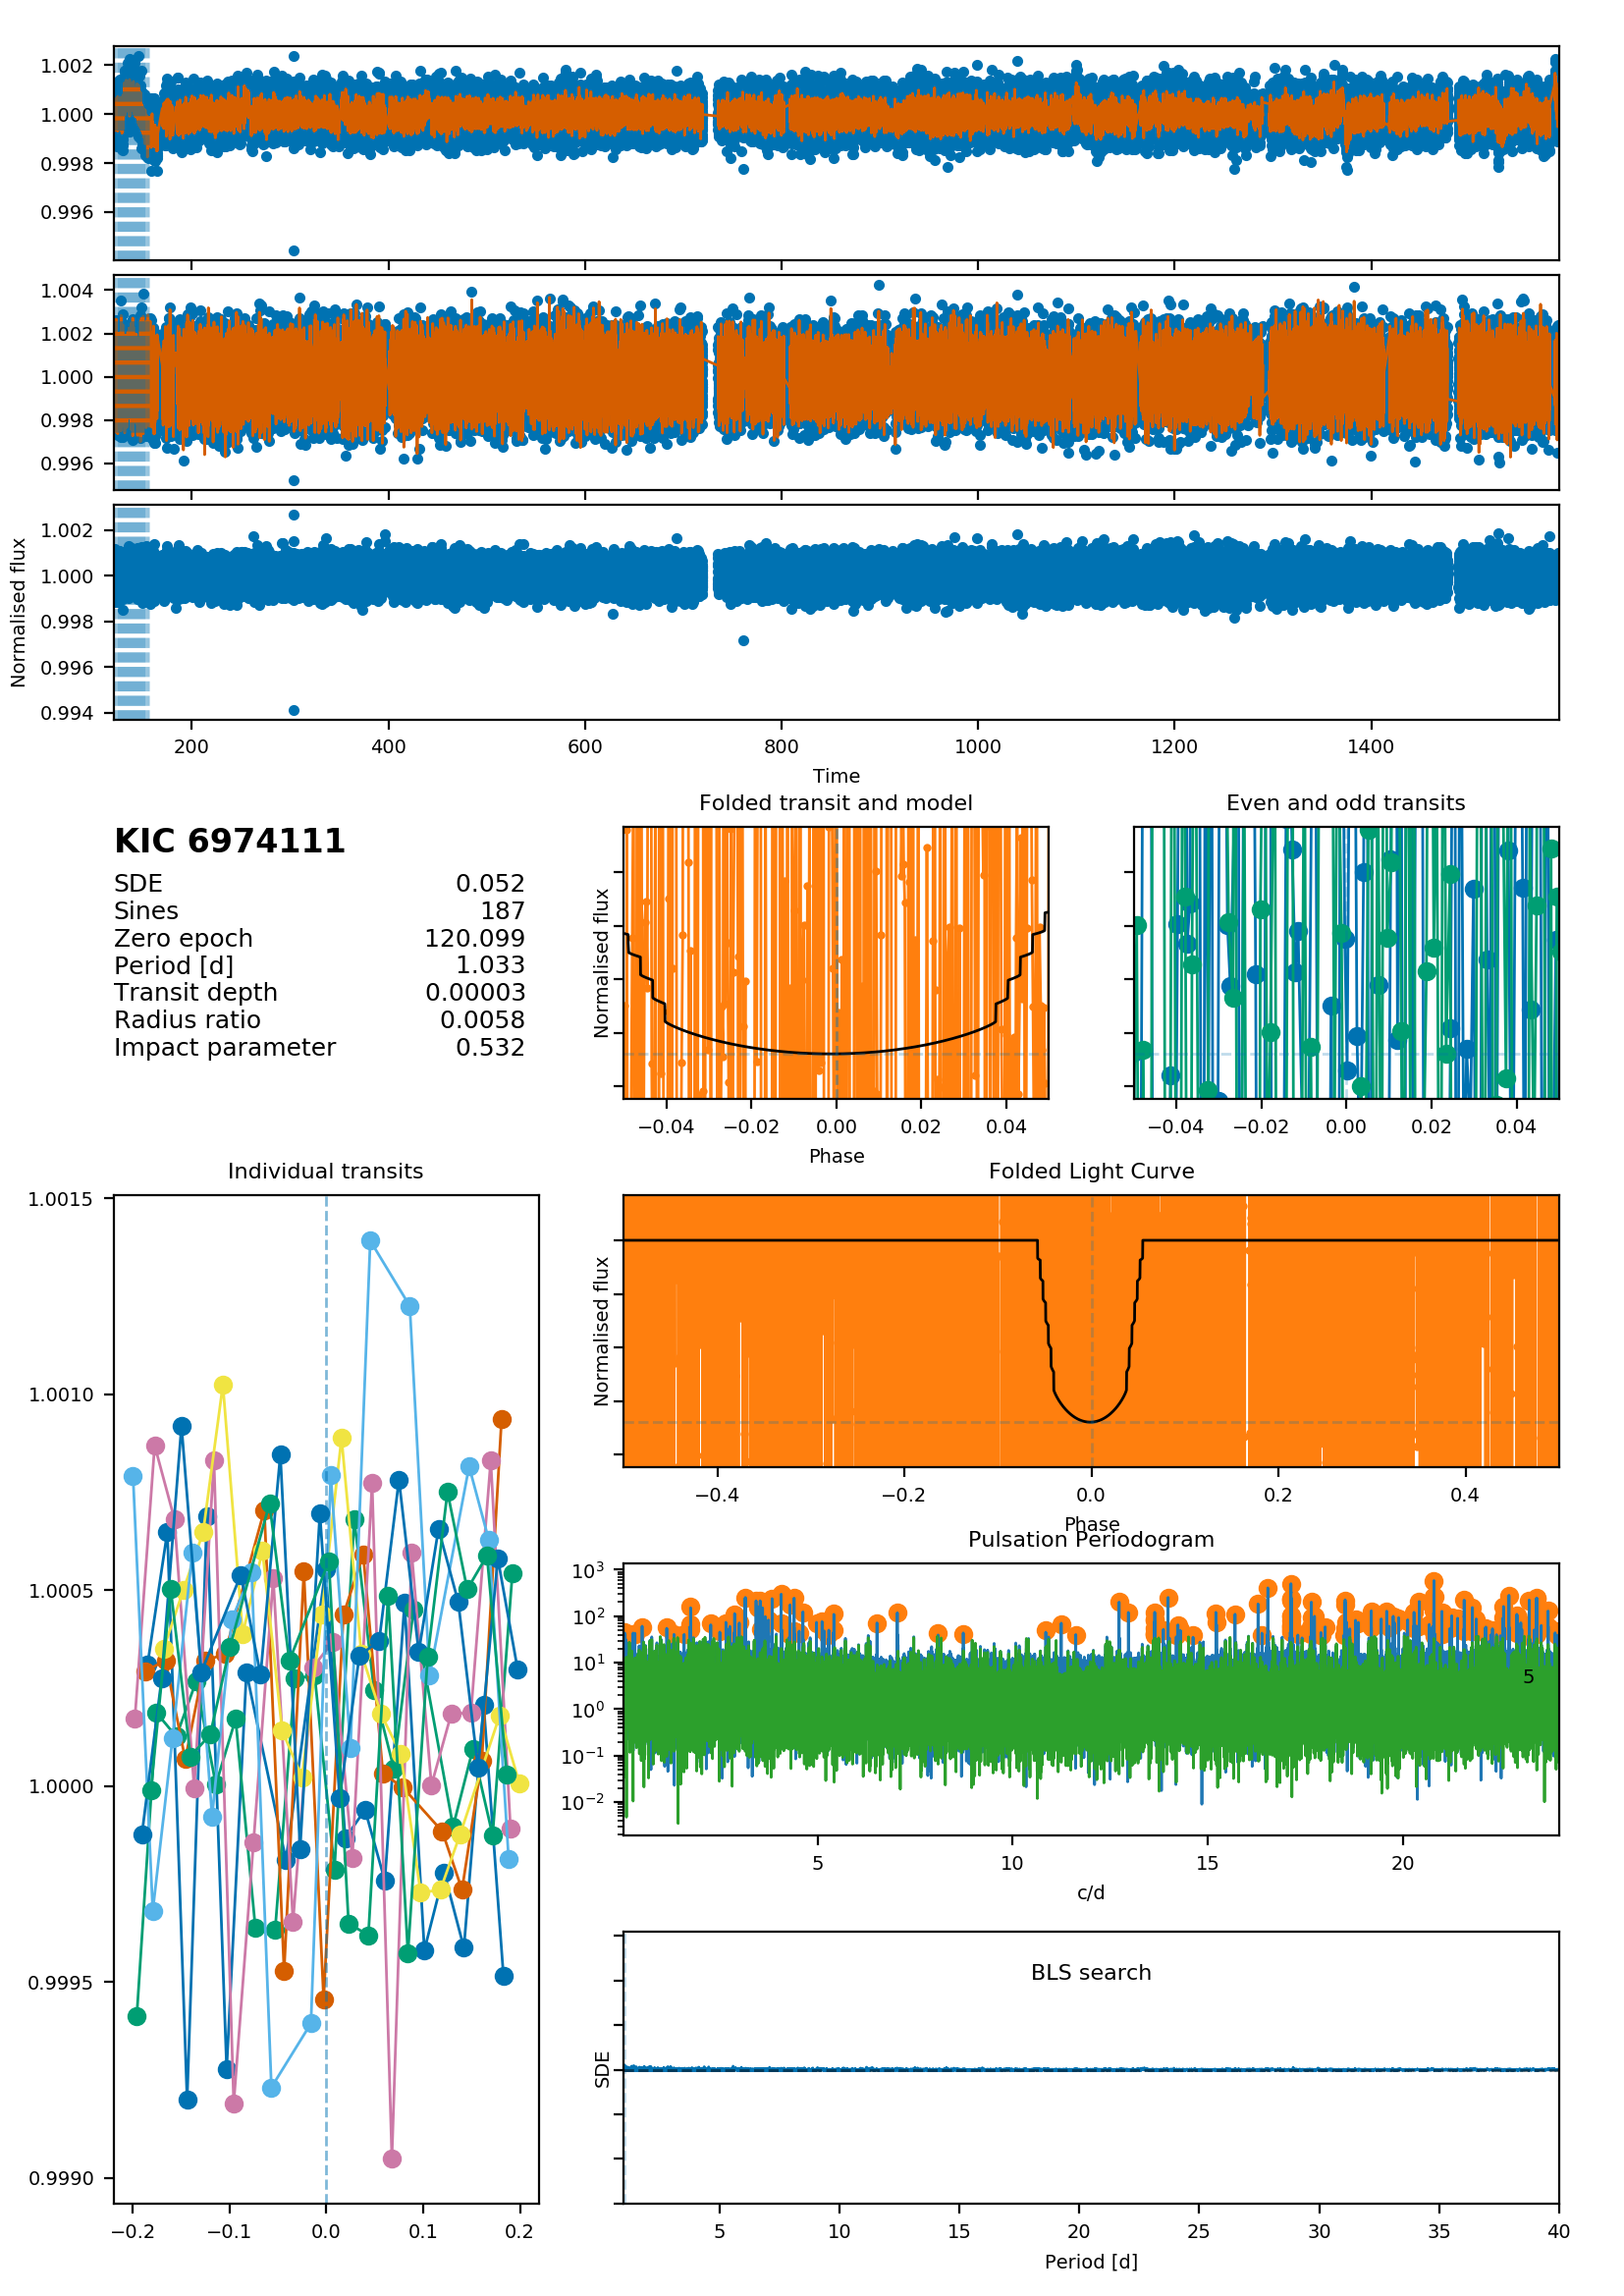 1.002
1.000
0.998
0.996
1.004
1.002
1.000
0.998
0.996
1.002
1.000
0.998
0.996
0.994
Normalised flux
200 400 600 800 1000 1200 1400
Time
KIC 6974111
SDE 0.052
Sines 187
Zero epoch 120.099
Period [d] 1.033
Transit depth 0.00003
Radius ratio 0.0058
Impact parameter 0.532
Folded transit and model
Normalised flux
−0.04 −0.02 0.00 0.02 0.04
Phase
Even and odd transits
−0.04 −0.02 0.00 0.02 0.04
Individual transits
1.0015
1.0010
1.0005
1.0000
0.9995
0.9990
−0.2 −0.1 0.0 0.1 0.2
Folded Light Curve
Normalised flux
−0.4 −0.2 0.0 0.2 0.4
Phase
Pulsation Periodogram
10³
10²
10¹
10⁰
10⁻¹
10⁻²
5
5 10 15 20
c/d
BLS search
SDE
5 10 15 20 25 30 35 40
Period [d]